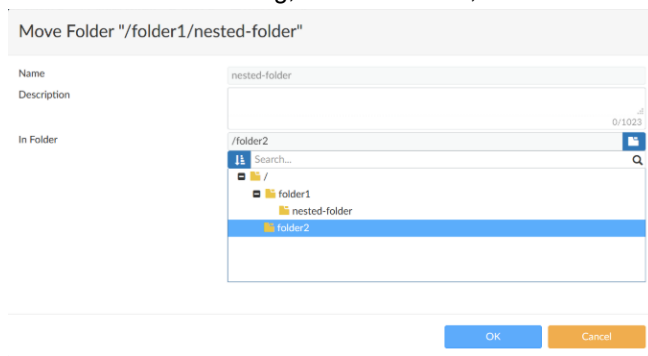 Move Folder "/folder1/nested-folder"
Name
nested-folder
Description
0/1023
In Folder
/folder2
Search...
/
folder1
nested-folder
folder2
OK
Cancel